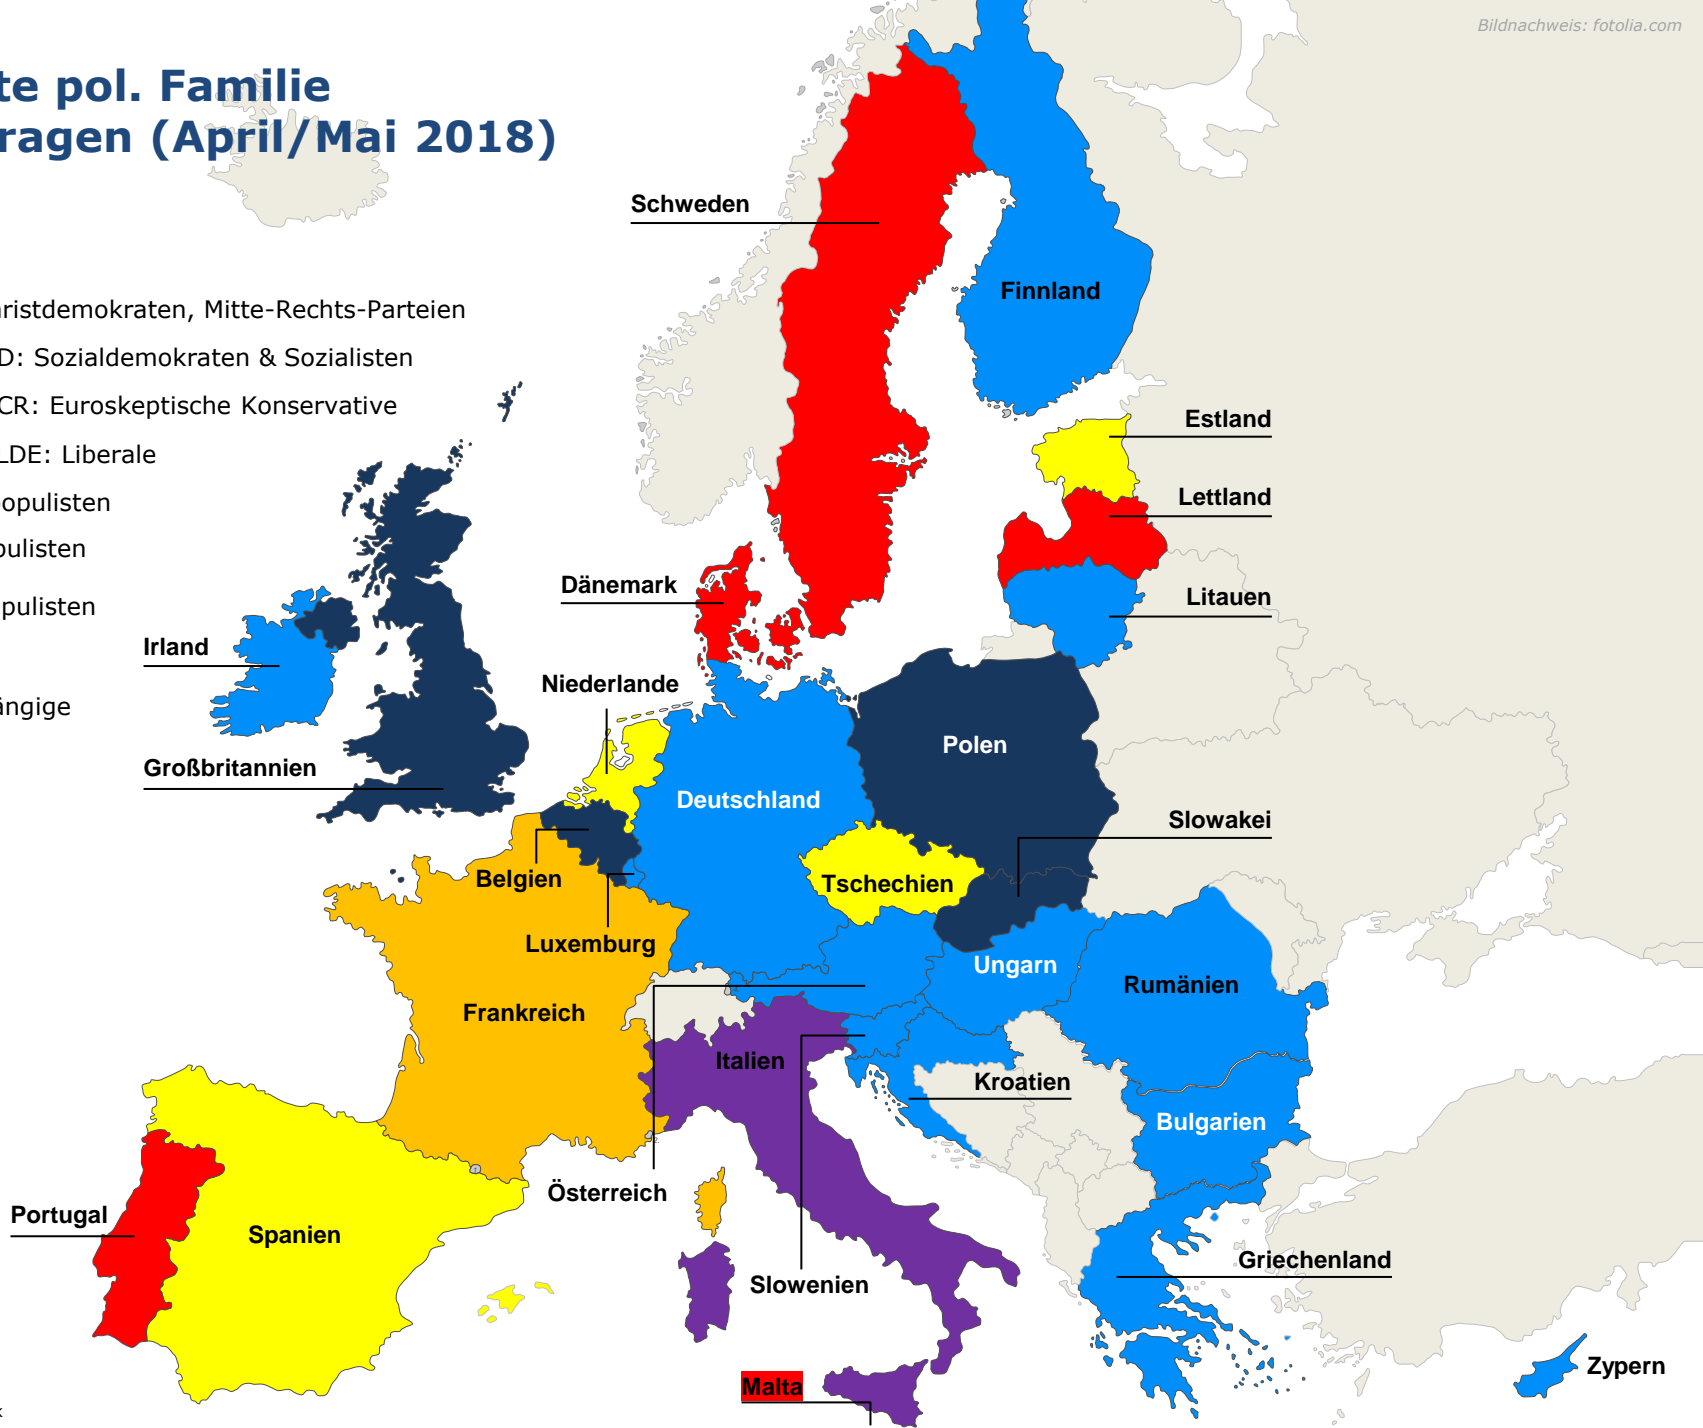 Bildnachweis: fotolia.com
te pol. Familie
ragen (April/Mai 2018)
Schweden
Finnland
ristdemokraten, Mitte-Rechts-Parteien
D: Sozialdemokraten & Sozialisten
CR: Euroskeptische Konservative
LDE: Liberale
opulisten
pulisten
pulisten
ängige
Estland
Lettland
Litauen
Dänemark
Irland
Niederlande
Großbritannien
Polen
Deutschland
Slowakei
Belgien
Tschechien
Luxemburg
Ungarn
Rumänien
Frankreich
Italien
Kroatien
Bulgarien
Österreich
Portugal
Spanien
Griechenland
Slowenien
Malta
Zypern
k